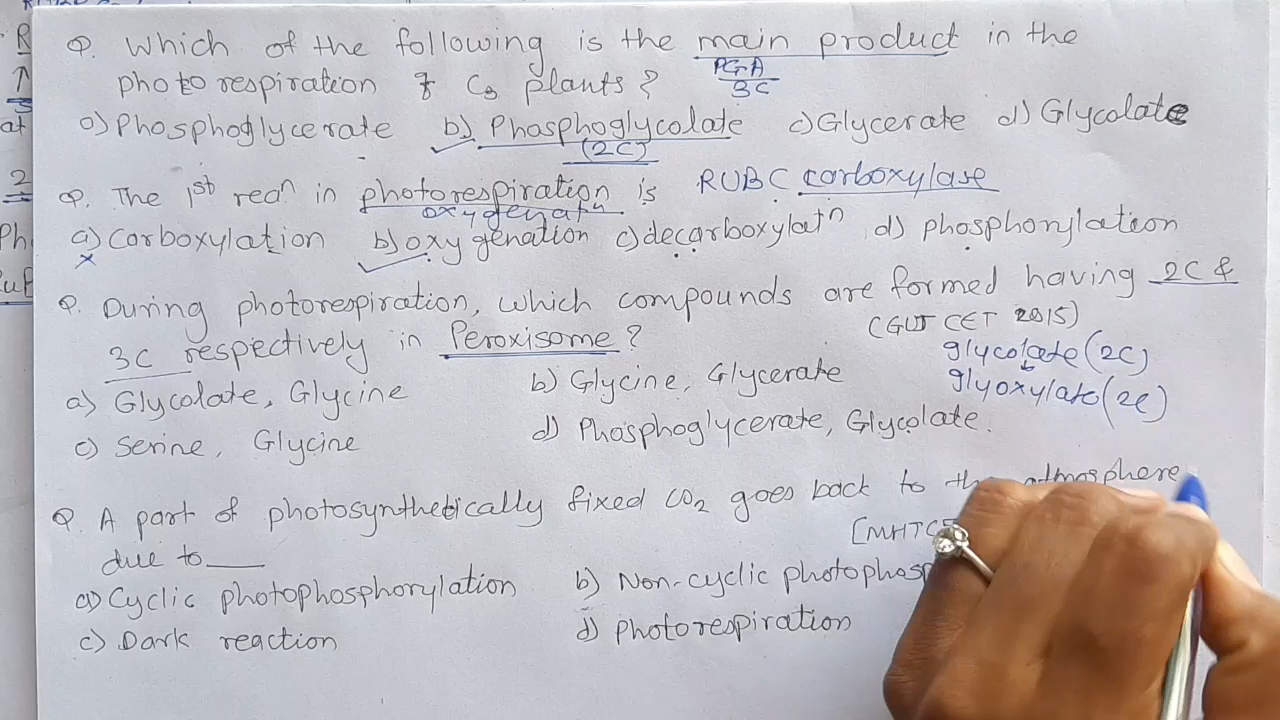 Q. Which of the following is the main product in the
photorespiration of C3 plants?
PGA
3C
a) Phosphoglycerate b) Phosphoglycolate c) Glycerate d) Glycolate
(2C)
Q. The 1st reaⁿ in photorespiration is RUBC carboxylase
oxygenatⁿ
a) Carboxylation b) oxygenation c) decarboxylatⁿ d) phosphorylation
x
Q. During photorespiration, which compounds are formed having 2C &
3C respectively in Peroxisome? (GUJ CET 2015)
glycolate (2C)
glyoxylate (2C)
a) Glycolate, Glycine b) Glycine, Glycerate
c) Serine, Glycine d) Phosphoglycerate, Glycolate.
Q. A part of photosynthetically fixed CO2 goes back to the atmosphere
due to____ [MHTCE
a) Cyclic photophosphorylation b) Non-cyclic photophosp
c) Dark reaction d) photorespiration